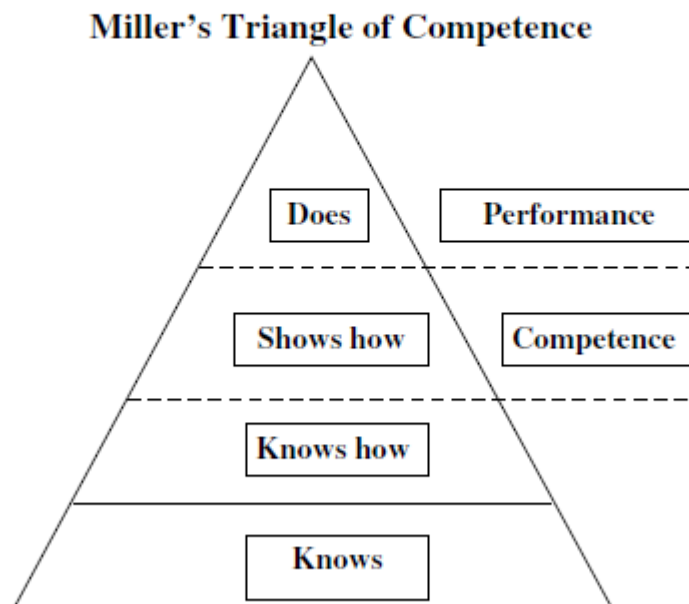 Miller's Triangle of Competence
Does
Performance
Shows how
Competence
Knows how
Knows